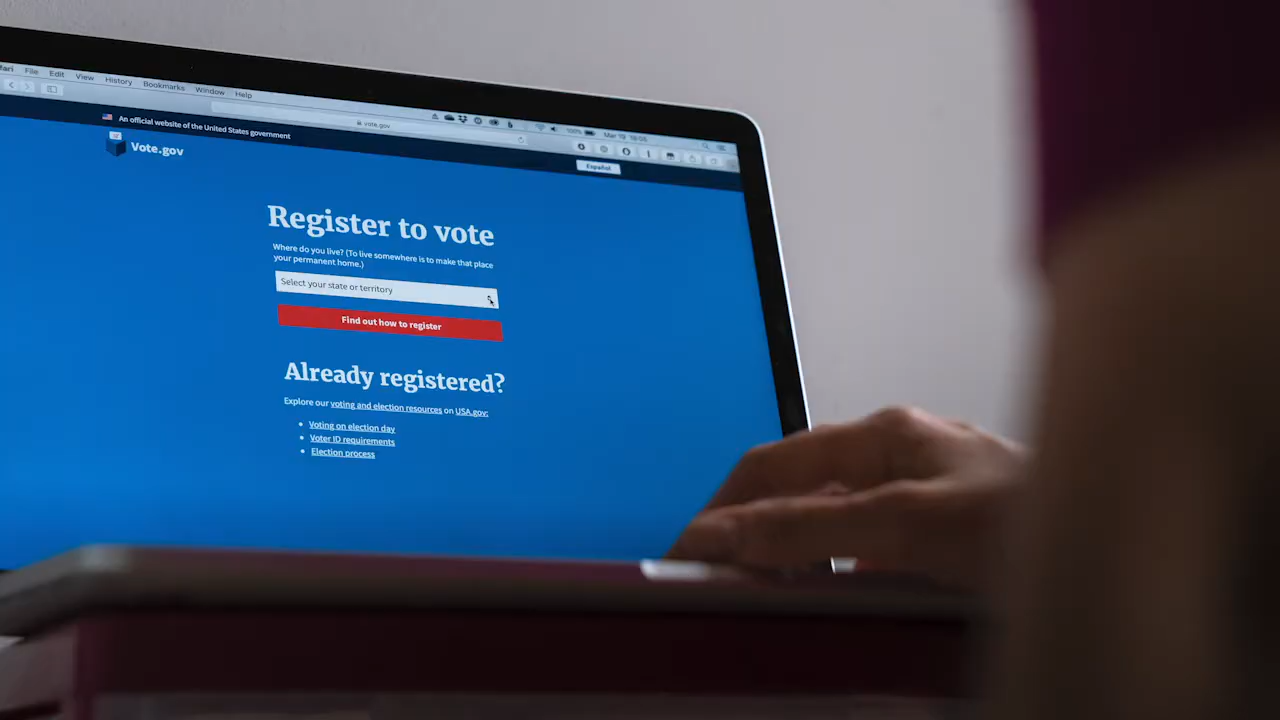 File Edit View History Bookmarks Window Help
vote.gov
100% Mar 19
An official website of the United States government
Vote.gov
Español
Register to vote
Where do you live? (To live somewhere is to make that place
your permanent home.)
Select your state or territory
Find out how to register
Already registered?
Explore our voting and election resources on USA.gov:
• Voting on election day
• Voter ID requirements
• Election process